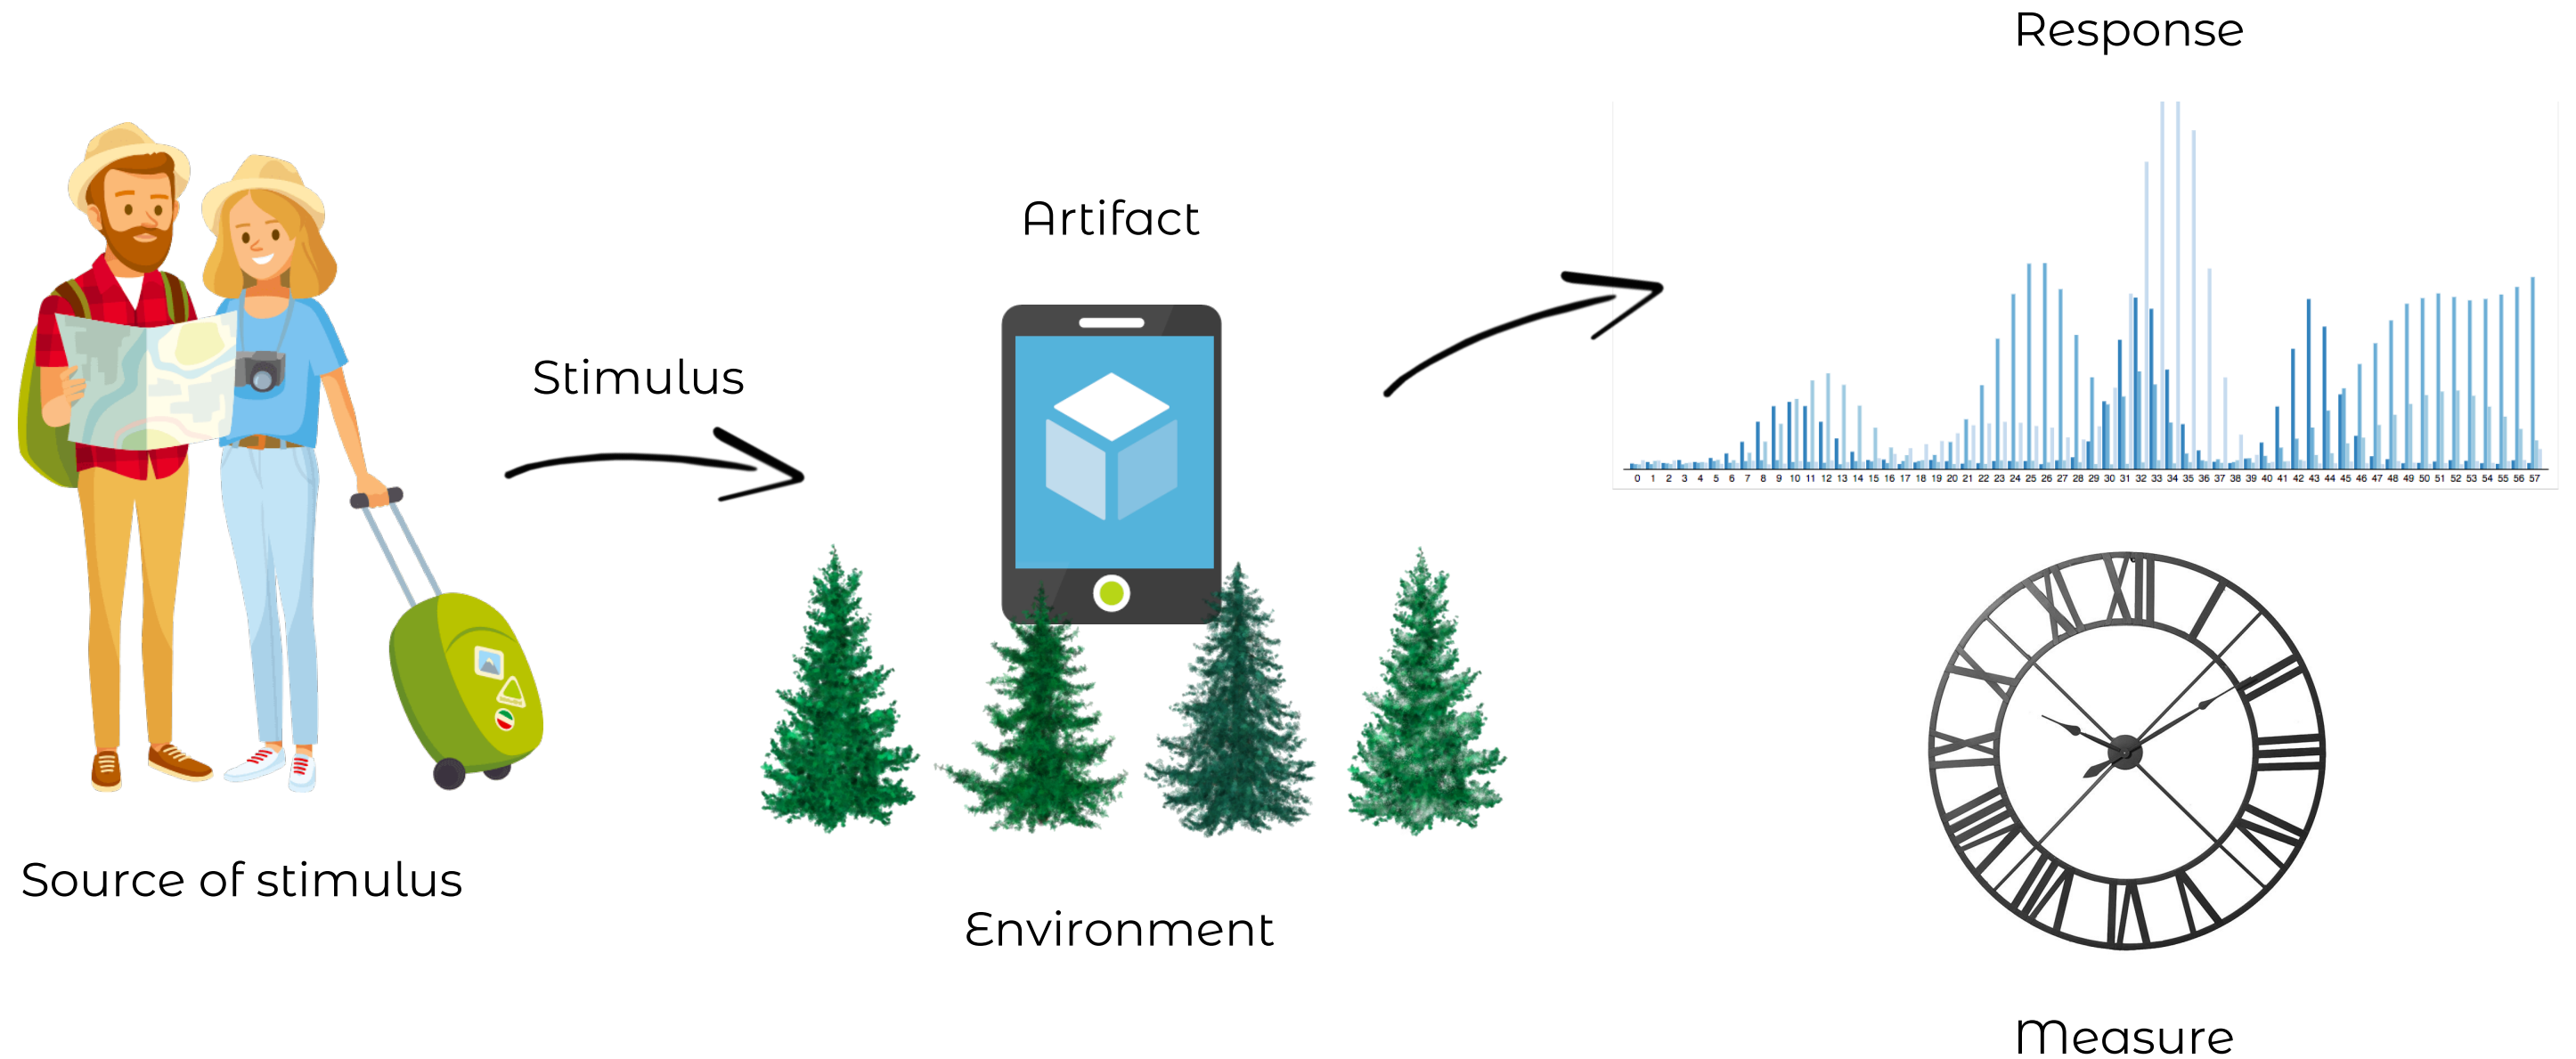 Response
Artifact
Stimulus
0 1 2 3 4 5 6 7 8 9 10 11 12 13 14 15 16 17 18 19 20 21 22 23 24 25 26 27 28 29 30 31 32 33 34 35 36 37 38 39 40 41 42 43 44 45 46 47 48 49 50 51 52 53 54 55 56 57
Source of stimulus
Environment
Measure